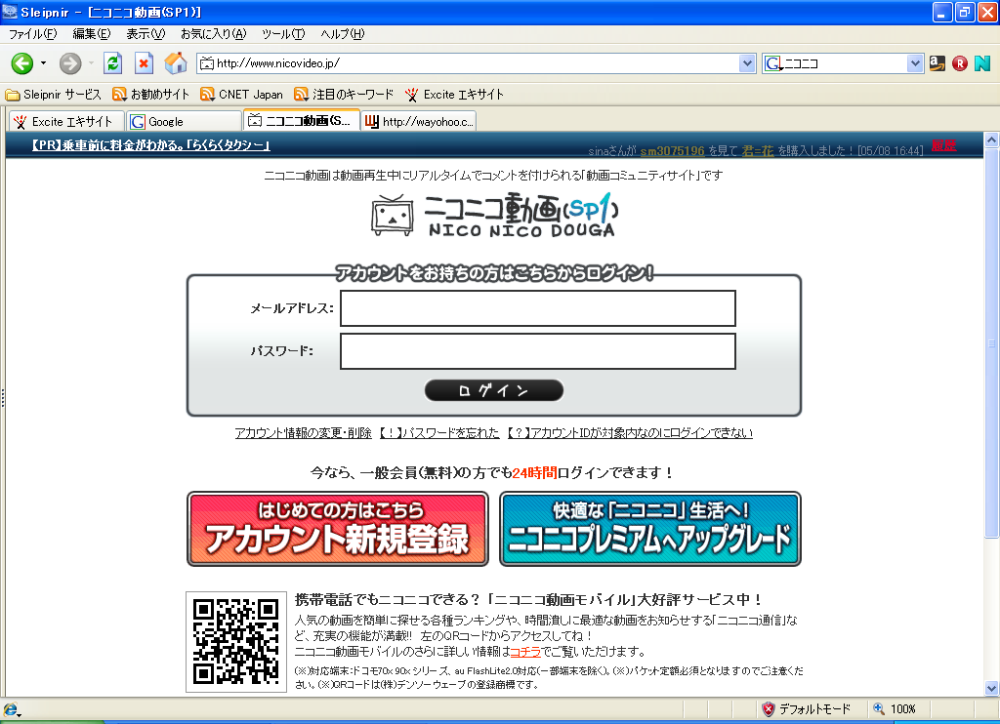 Sleipnir - [ニコニコ動画(SP1)]
ファイル(F) 編集(E) 表示(V) お気に入り(A) ツール(T) ヘルプ(H)
http://www.nicovideo.jp/ ニコニコ
Sleipnir サービス お勧めサイト CNET Japan 注目のキーワード Excite エキサイト
Excite エキサイト Google ニコニコ動画(S... http://wayohoo.c...
【PR】乗車前に料金がわかる。「らくらくタクシー」
sinaさんが sm3075196 を見て 君=花 を購入しました![05/08 16:44] 履歴
ニコニコ動画は動画再生中にリアルタイムでコメントを付けられる「動画コミュニティサイト」です
ニコニコ動画(SP1)
NICO NICO DOUGA
アカウントをお持ちの方はこちらからログイン!
メールアドレス:
パスワード:
ログイン
アカウント情報の変更・削除 【!】パスワードを忘れた 【?】アカウントIDが対象内なのにログインできない
今なら、一般会員(無料)の方でも24時間ログインできます!
はじめての方はこちら
アカウント新規登録
快適な「ニコニコ」生活へ!
ニコニコプレミアムへアップグレード
携帯電話でもニコニコできる?「ニコニコ動画モバイル」大好評サービス中!
人気の動画を簡単に探せる各種ランキングや、時間潰しに最適な動画をお知らせする「ニコニコ通信」な
ど、充実の機能が満載!! 左のQRコードからアクセスしてね!
ニコニコ動画モバイルのさらに詳しい情報はコチラでご覧いただけます。
(※)対応端末:ドコモ70x 90x シリーズ、au FlashLite2.0対応(一部端末を除く)。(※)パケット定額必須となりますのでご注意くだ
さい。(※)QRコードは(株)デンソーウェーブの登録商標です。
デフォルトモード 100%